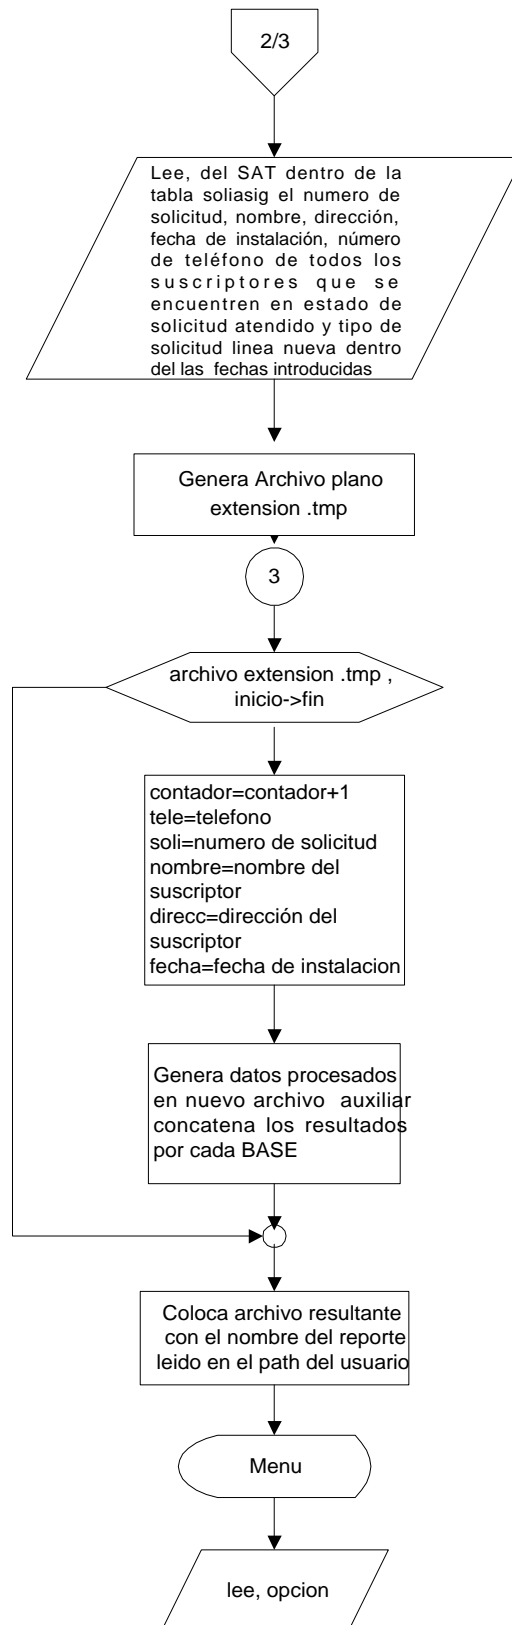 2/3
Lee, del SAT dentro de la
tabla soliasig el numero de
solicitud, nombre, dirección,
fecha de instalación, número
de teléfono de todos los
suscriptores que se
encuentren en estado de
solicitud atendido y tipo de
solicitud linea nueva dentro
del las fechas introducidas
Genera Archivo plano
extension .tmp
3
archivo extension .tmp ,
inicio->fin
contador=contador+1
tele=telefono
soli=numero de solicitud
nombre=nombre del
suscriptor
direcc=dirección del
suscriptor
fecha=fecha de instalacion
Genera datos procesados
en nuevo archivo auxiliar
concatena los resultados
por cada BASE
Coloca archivo resultante
con el nombre del reporte
leido en el path del usuario
Menu
lee, opcion